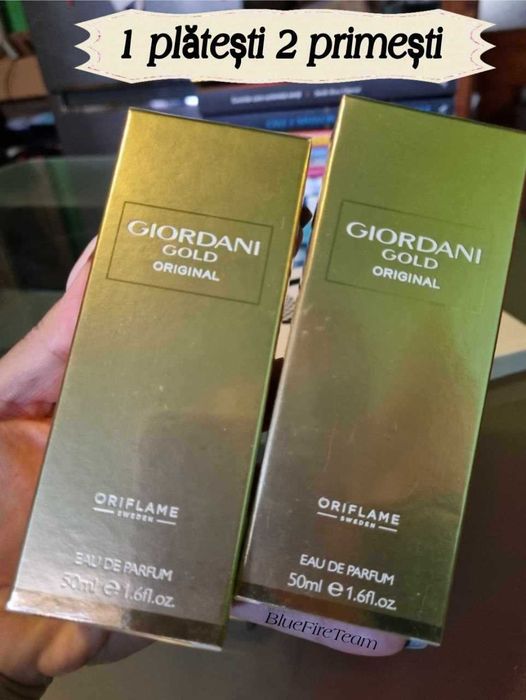 1 plătești 2 primești
GIORDANI
GOLD
ORIGINAL
ORIFLAME
SWEDEN
EAU DE PARFUM
50ml e 1.6fl.oz.
GIORDANI
GOLD
ORIGINAL
ORIFLAME
SWEDEN
EAU DE PARFUM
50ml e 1.6fl.oz.
BlueFireTeam